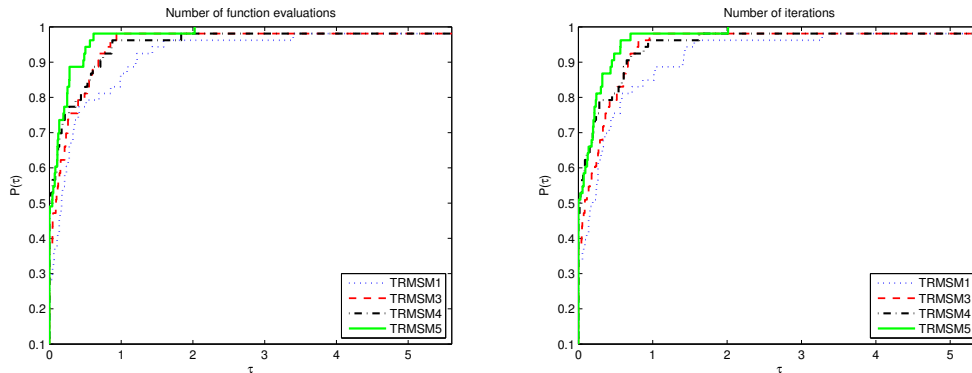 Number of function evaluations
1
0.9
0.8
0.7
0.6
0.5
0.4
0.3
0.2
0.1
P(τ)
0 1 2 3 4 5
τ
TRMSM1
TRMSM3
TRMSM4
TRMSM5
Number of iterations
1
0.9
0.8
0.7
0.6
0.5
0.4
0.3
0.2
0.1
P(τ)
0 1 2 3 4 5
τ
TRMSM1
TRMSM3
TRMSM4
TRMSM5